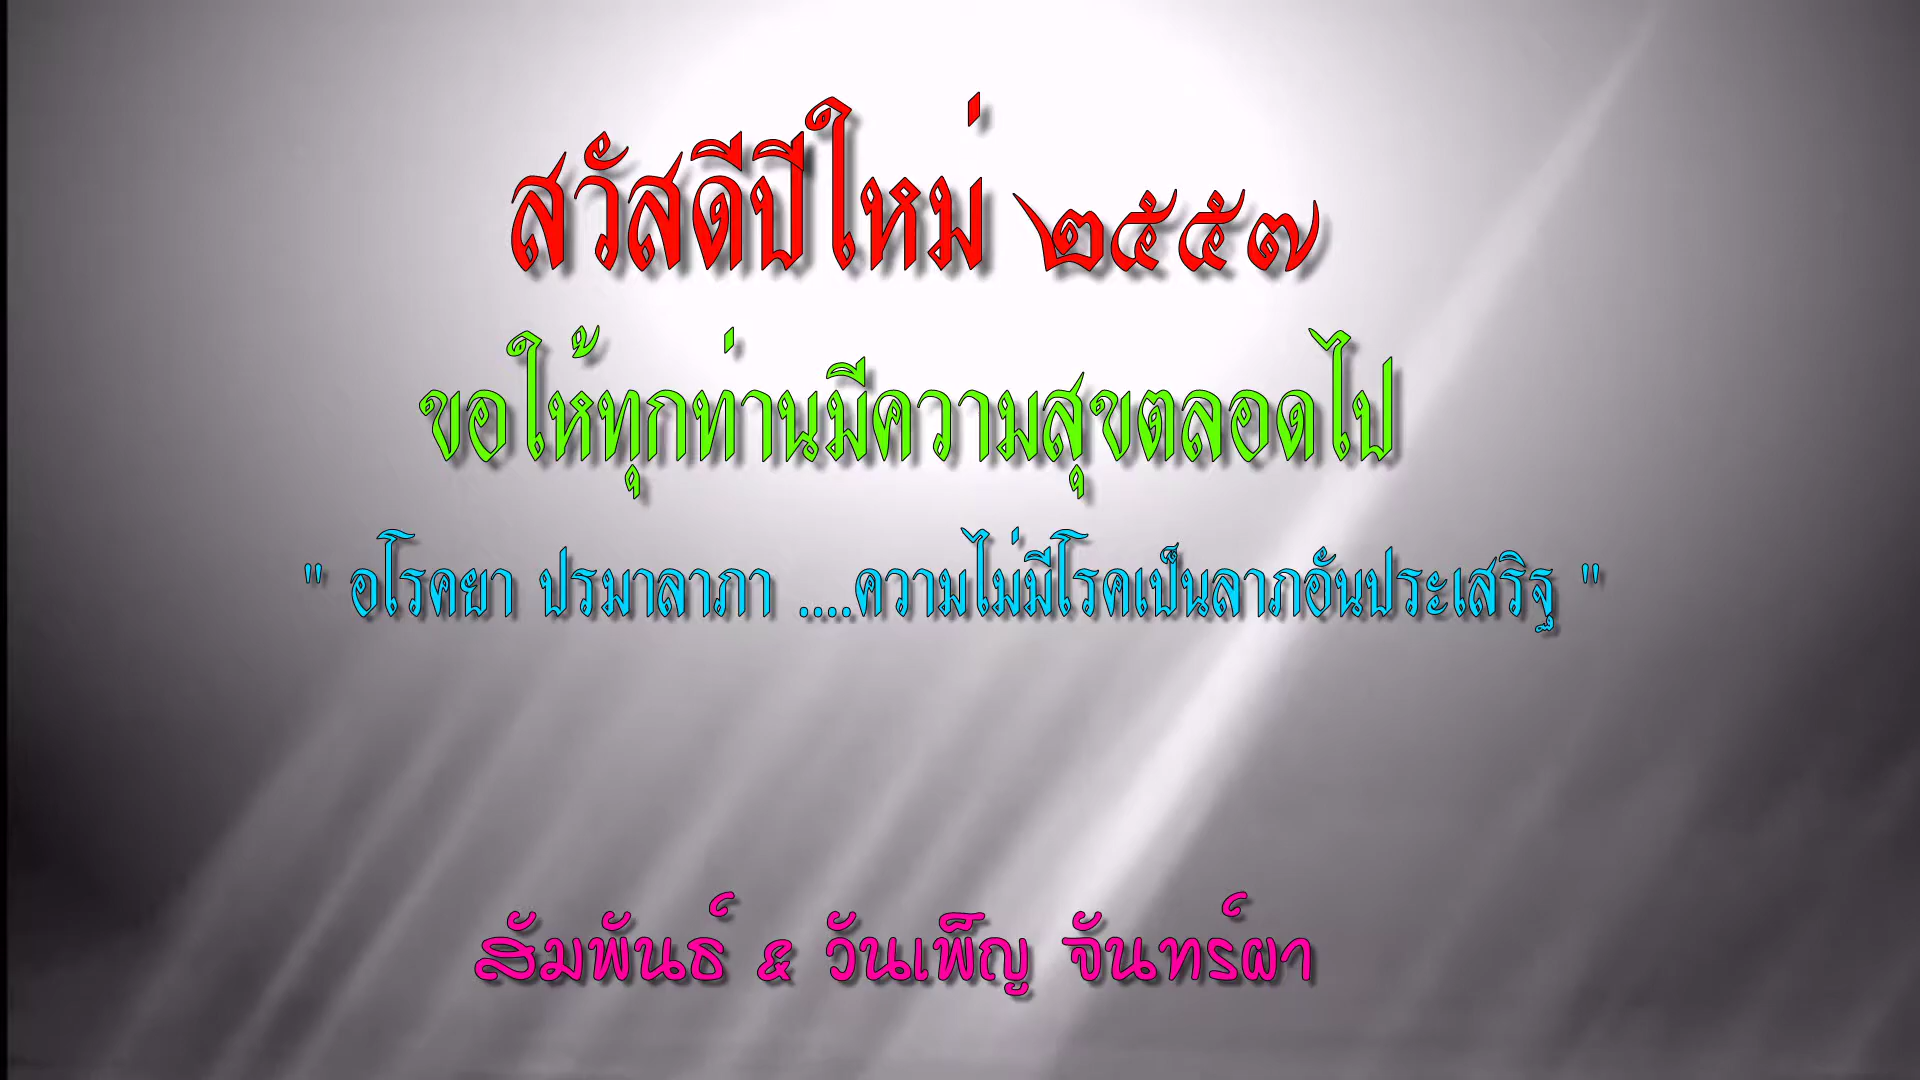 สวัสดีปีใหม่ ๒๕๕๗
ขอให้ทุกท่านมีความสุขตลอดไป
" อโรคยา ปรมาลาภา ....ความไม่มีโรคเป็นลาภอันประเสริฐ "
สัมพันธ์ & วันเพ็ญ จันทร์ผา